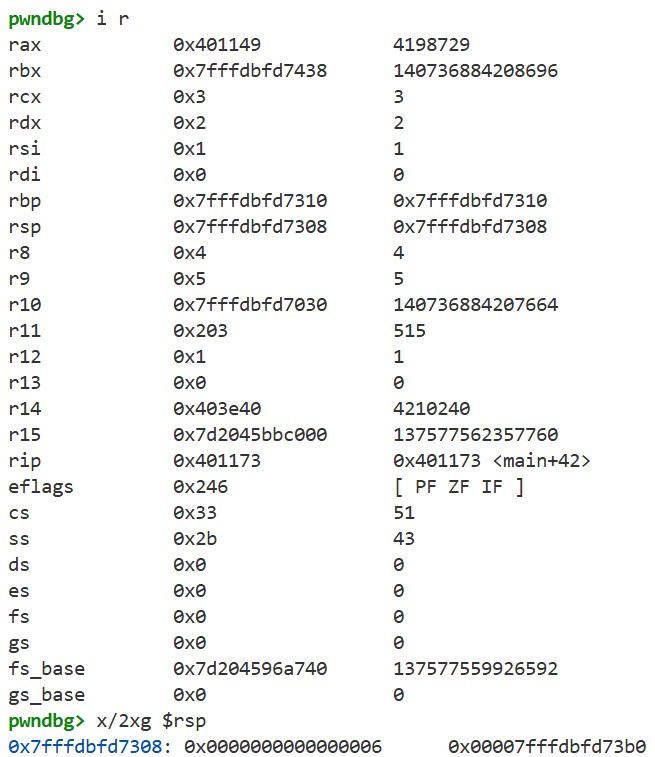 pwndbg> i r
rax 0x401149 4198729
rbx 0x7fffdbfd7438 140736884208696
rcx 0x3 3
rdx 0x2 2
rsi 0x1 1
rdi 0x0 0
rbp 0x7fffdbfd7310 0x7fffdbfd7310
rsp 0x7fffdbfd7308 0x7fffdbfd7308
r8 0x4 4
r9 0x5 5
r10 0x7fffdbfd7030 140736884207664
r11 0x203 515
r12 0x1 1
r13 0x0 0
r14 0x403e40 4210240
r15 0x7d2045bbc000 137577562357760
rip 0x401173 0x401173 <main+42>
eflags 0x246 [ PF ZF IF ]
cs 0x33 51
ss 0x2b 43
ds 0x0 0
es 0x0 0
fs 0x0 0
gs 0x0 0
fs_base 0x7d204596a740 137577559926592
gs_base 0x0 0
pwndbg> x/2xg $rsp
0x7fffdbfd7308: 0x0000000000000006 0x00007fffdbfd73b0